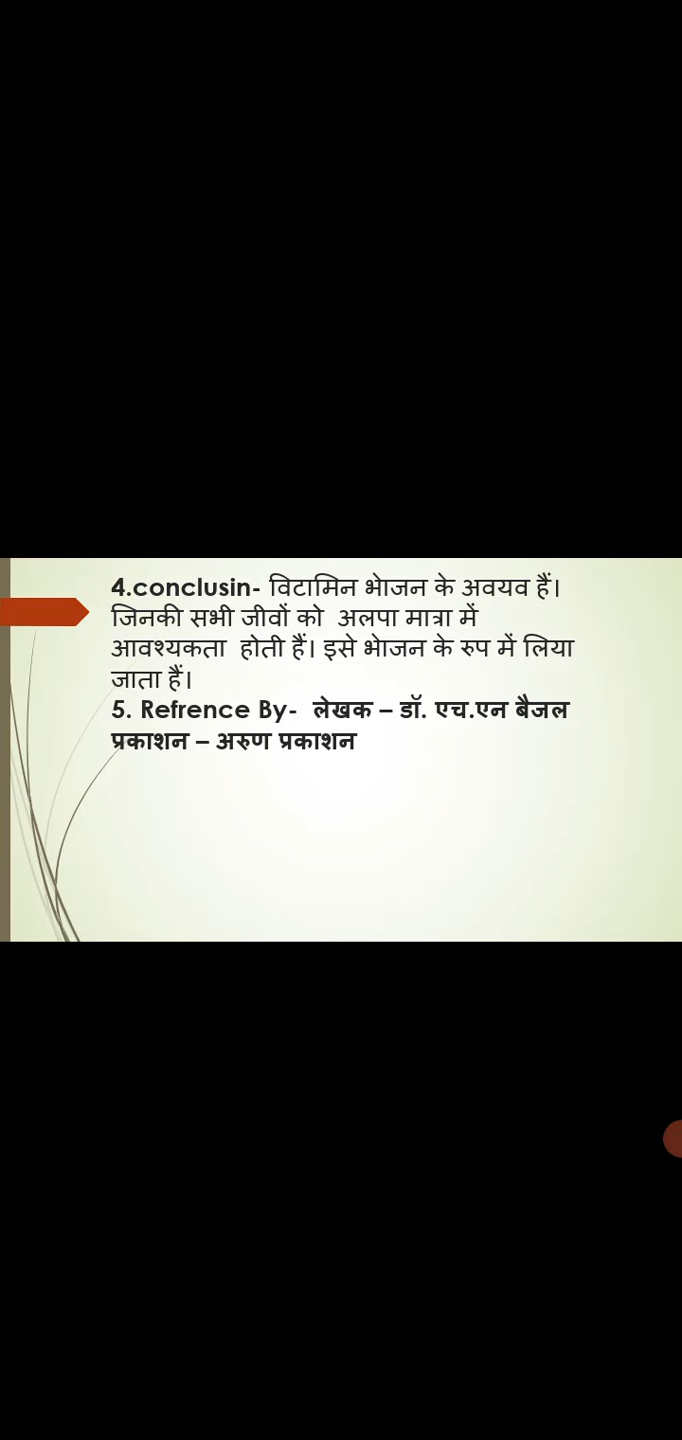 4.conclusin- विटामिन भेाजन के अवयव हैं।
जिनकी सभी जीवों को  अलपा मात्रा में
आवश्यकता  होती हैं। इसे भेाजन के रुप में लिया
जाता हैं।
5. Refrence By-  लेखक – डॉ. एच.एन बैजल
प्रकाशन – अरुण प्रकाशन